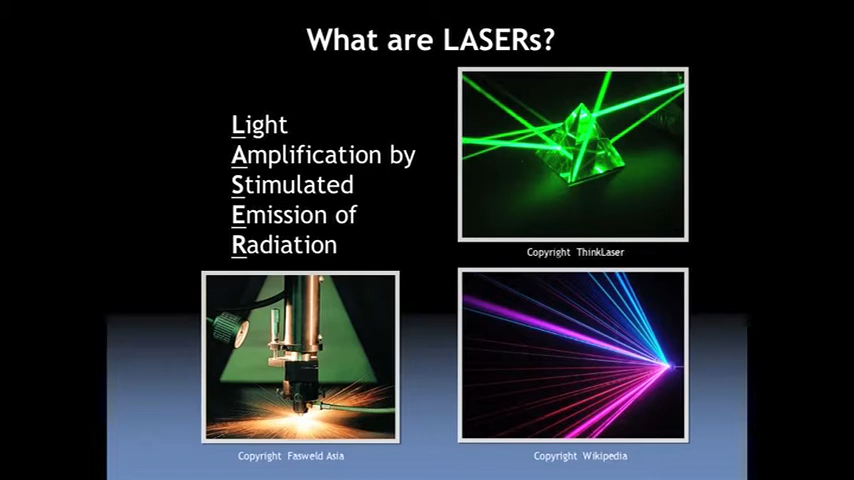 What are LASERs?
Light
Amplification by
Stimulated
Emission of
Radiation
Copyright ThinkLaser
Copyright Fasweld Asia
Copyright Wikipedia